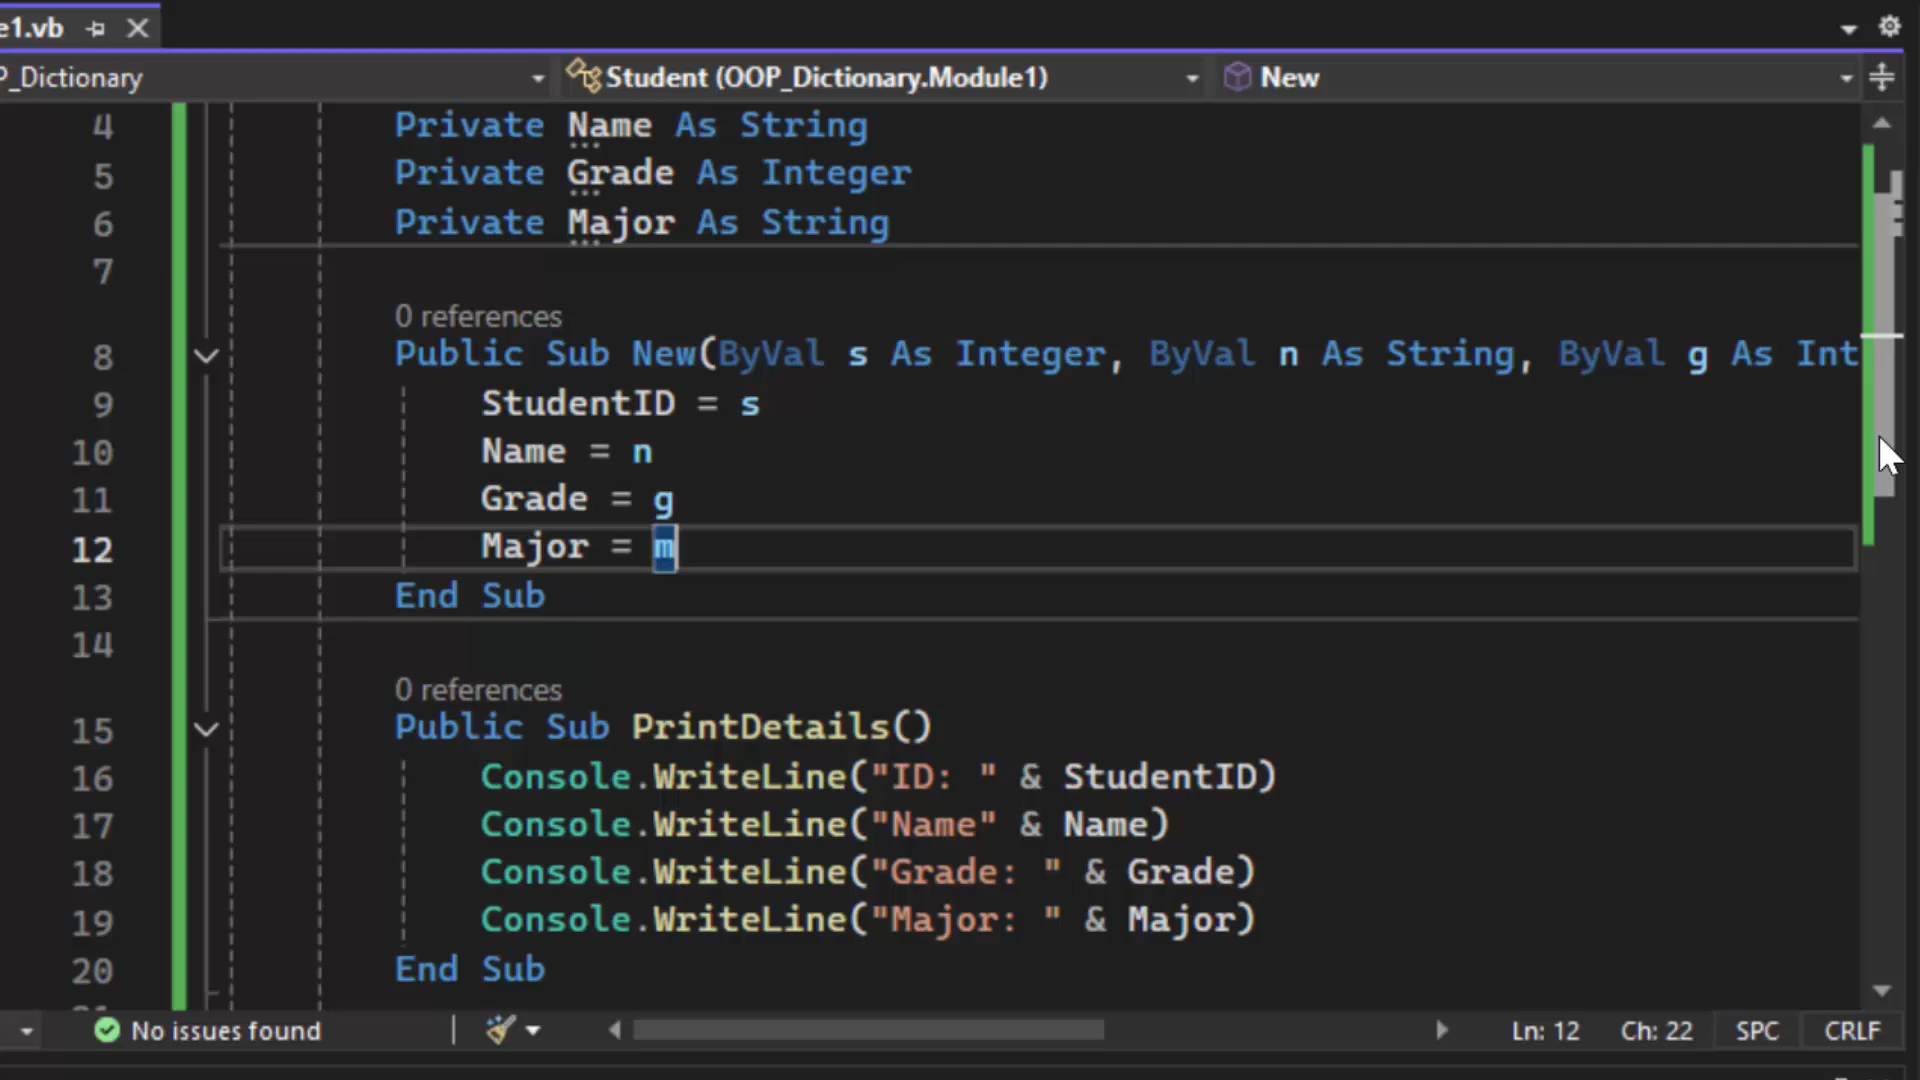 e1.vb
P_Dictionary Student (OOP_Dictionary.Module1) New
4 Private Name As String
5 Private Grade As Integer
6 Private Major As String
7
0 references
8 Public Sub New(ByVal s As Integer, ByVal n As String, ByVal g As Int
9 StudentID = s
10 Name = n
11 Grade = g
12 Major = m
13 End Sub
14
0 references
15 Public Sub PrintDetails()
16 Console.WriteLine("ID: " & StudentID)
17 Console.WriteLine("Name" & Name)
18 Console.WriteLine("Grade: " & Grade)
19 Console.WriteLine("Major: " & Major)
20 End Sub
No issues found Ln: 12 Ch: 22 SPC CRLF